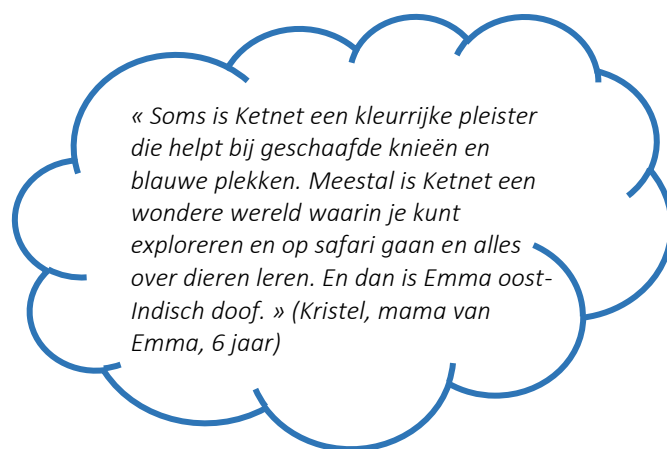 « Soms is Ketnet een kleurrijke pleister
die helpt bij geschaafde knieën en
blauwe plekken. Meestal is Ketnet een
wondere wereld waarin je kunt
exploreren en op safari gaan en alles
over dieren leren. En dan is Emma oost-
Indisch doof. » (Kristel, mama van
Emma, 6 jaar)